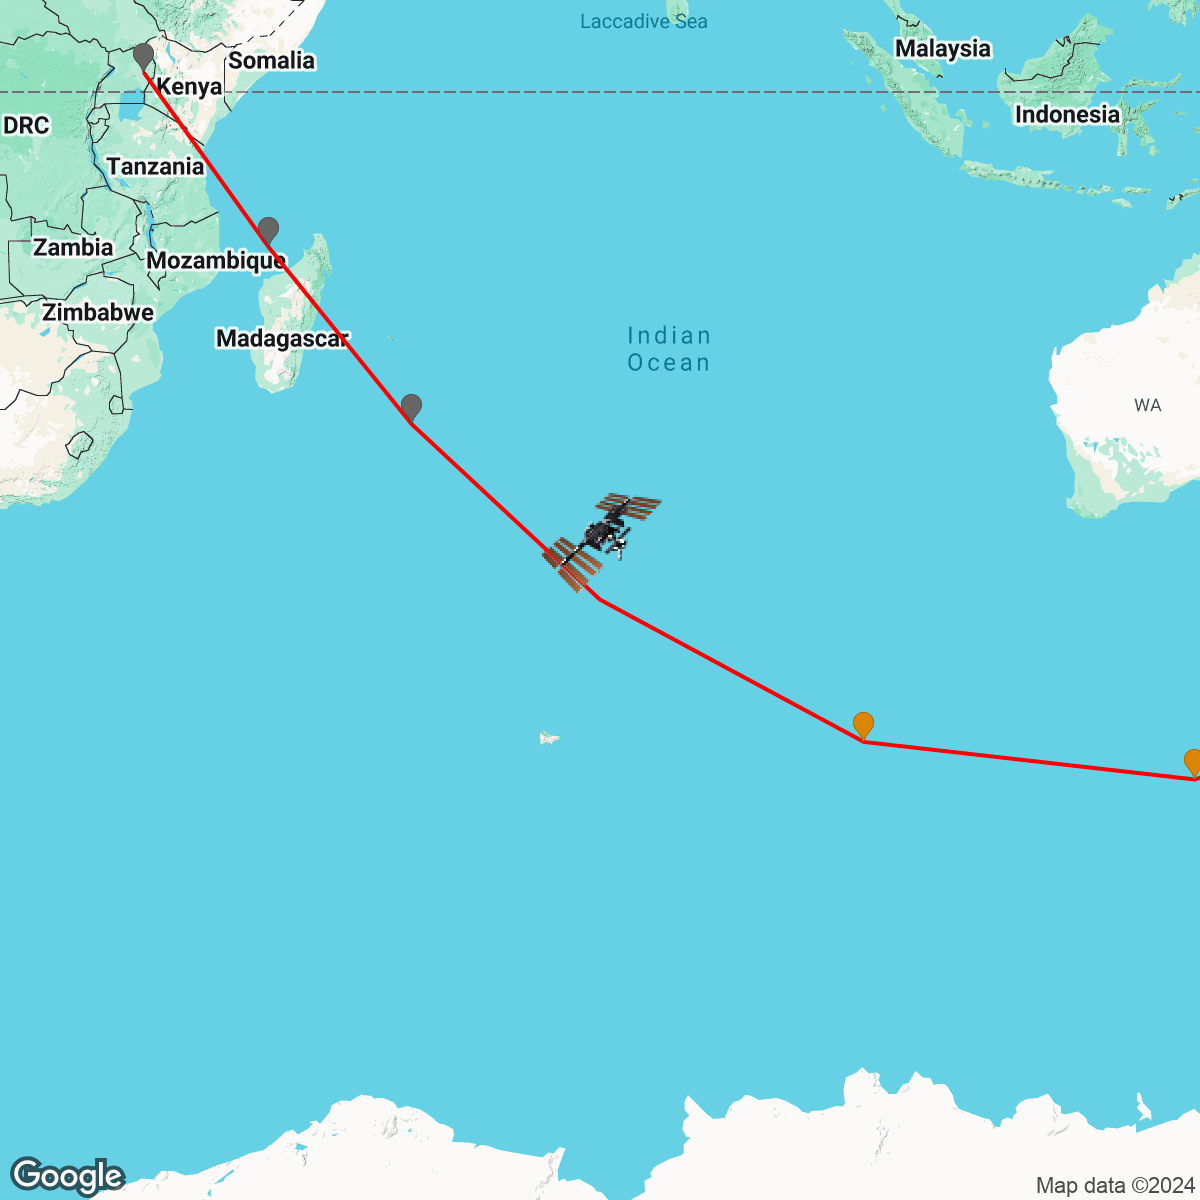 Laccadive Sea
Somalia
Malaysia
Kenya
DRC
Indonesia
Tanzania
Zambia
Mozambique
Zimbabwe
Madagascar
Indian
Ocean
WA
Google
Map data ©2024